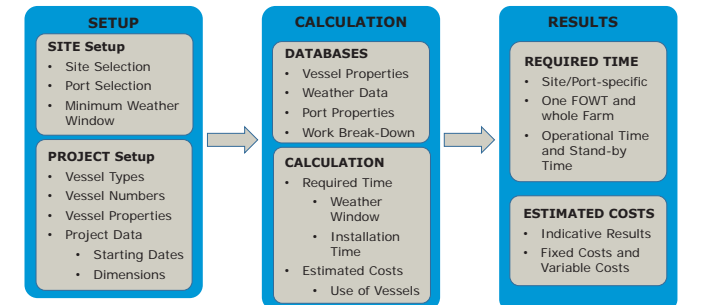 SETUP
SITE Setup
• Site Selection
• Port Selection
• Minimum Weather
Window
PROJECT Setup
• Vessel Types
• Vessel Numbers
• Vessel Properties
• Project Data
• Starting Dates
• Dimensions
CALCULATION
DATABASES
• Vessel Properties
• Weather Data
• Port Properties
• Work Break-Down
CALCULATION
• Required Time
• Weather
Window
• Installation
Time
• Estimated Costs
• Use of Vessels
RESULTS
REQUIRED TIME
• Site/Port-specific
• One FOWT and
whole Farm
• Operational Time
and Stand-by
Time
ESTIMATED COSTS
• Indicative Results
• Fixed Costs and
Variable Costs